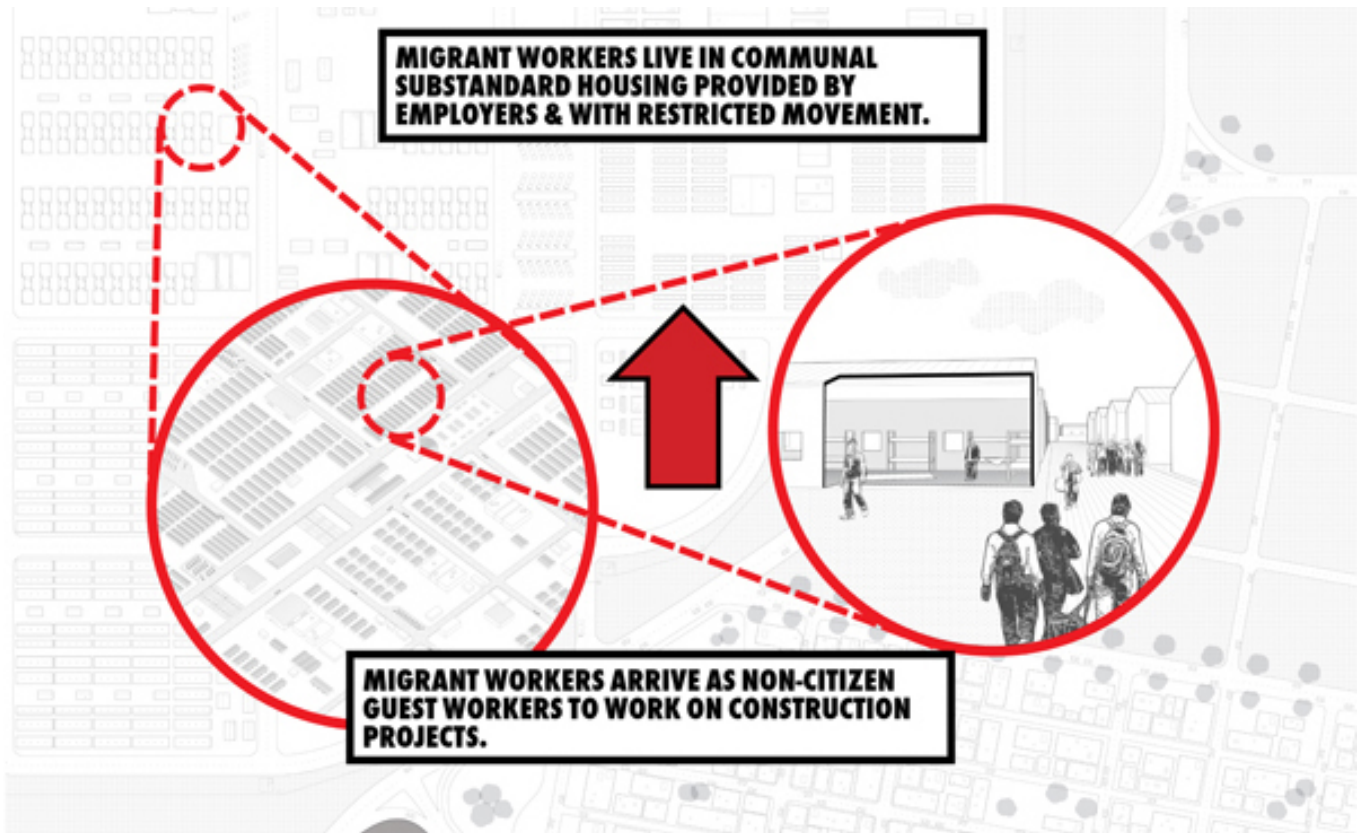 MIGRANT WORKERS LIVE IN COMMUNAL
SUBSTANDARD HOUSING PROVIDED BY
EMPLOYERS & WITH RESTRICTED MOVEMENT.
MIGRANT WORKERS ARRIVE AS NON-CITIZEN
GUEST WORKERS TO WORK ON CONSTRUCTION
PROJECTS.